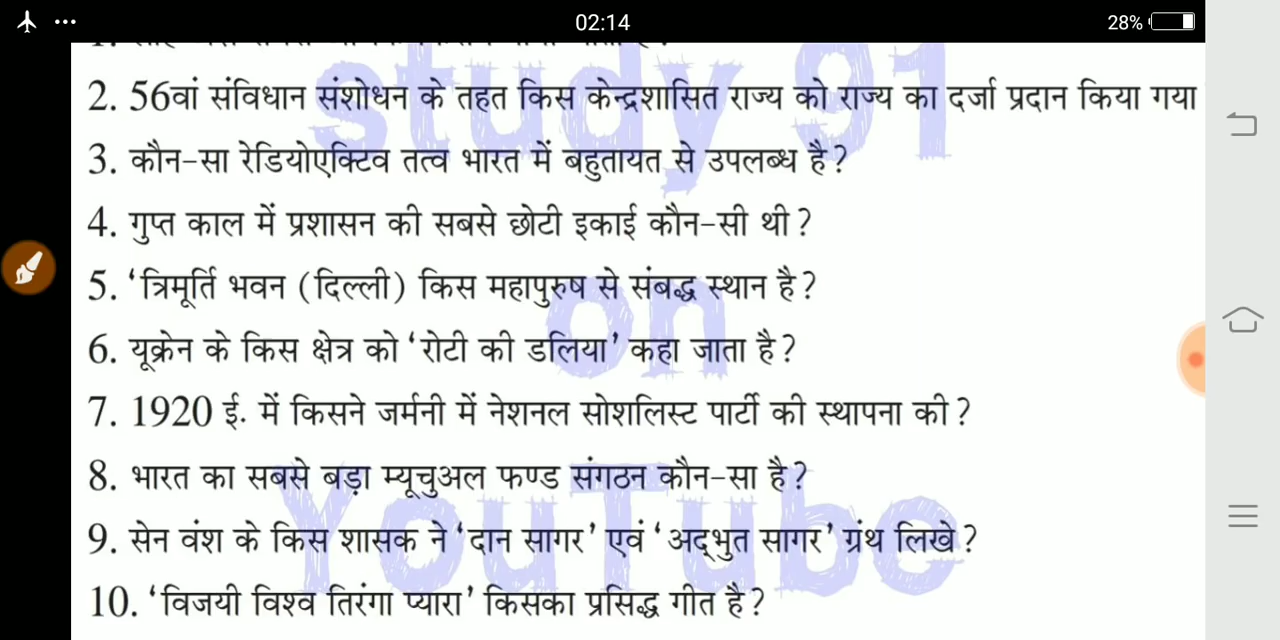 02:14
28%
study 91
2. 56वां संविधान संशोधन के तहत किस केन्द्रशासित राज्य को राज्य का दर्जा प्रदान किया गया
3. कौन-सा रेडियोएक्टिव तत्व भारत में बहुतायत से उपलब्ध है?
4. गुप्त काल में प्रशासन की सबसे छोटी इकाई कौन-सी थी?
5. ‘त्रिमूर्ति भवन (दिल्ली) किस महापुरुष से संबद्ध स्थान है?
on
6. यूक्रेन के किस क्षेत्र को ‘रोटी की डलिया’ कहा जाता है?
7. 1920 ई. में किसने जर्मनी में नेशनल सोशलिस्ट पार्टी की स्थापना की?
8. भारत का सबसे बड़ा म्यूचुअल फण्ड संगठन कौन-सा है?
YouTube
9. सेन वंश के किस शासक ने ‘दान सागर’ एवं ‘अद्भुत सागर’ ग्रंथ लिखे?
10. ‘विजयी विश्व तिरंगा प्यारा’ किसका प्रसिद्ध गीत है?